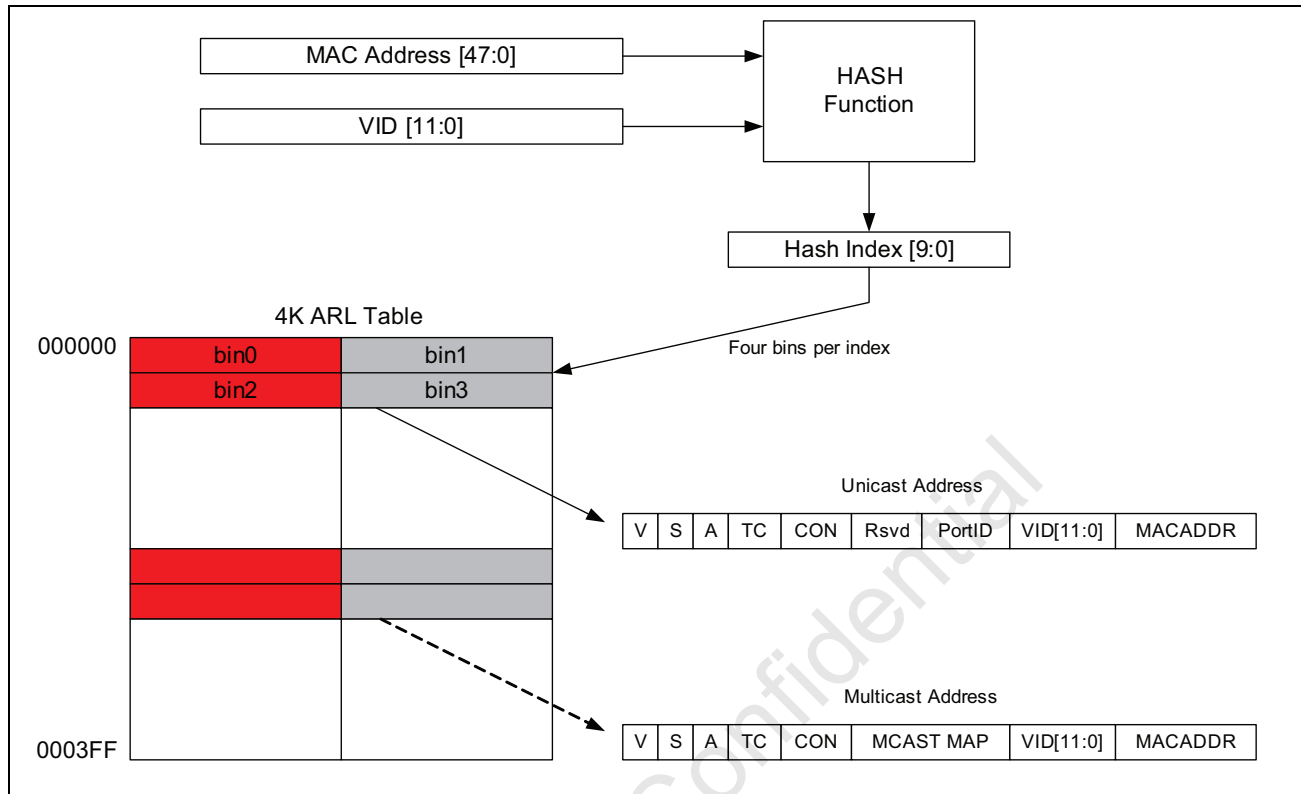 MAC Address [47:0]
HASH
Function
VID [11:0]
Hash Index [9:0]
4K ARL Table
000000
bin0
bin1
Four bins per index
bin2
bin3
Unicast Address
V S A TC CON Rsvd PortID VID[11:0] MACADDR
Multicast Address
V S A TC CON MCAST MAP VID[11:0] MACADDR
0003FF
Confidential